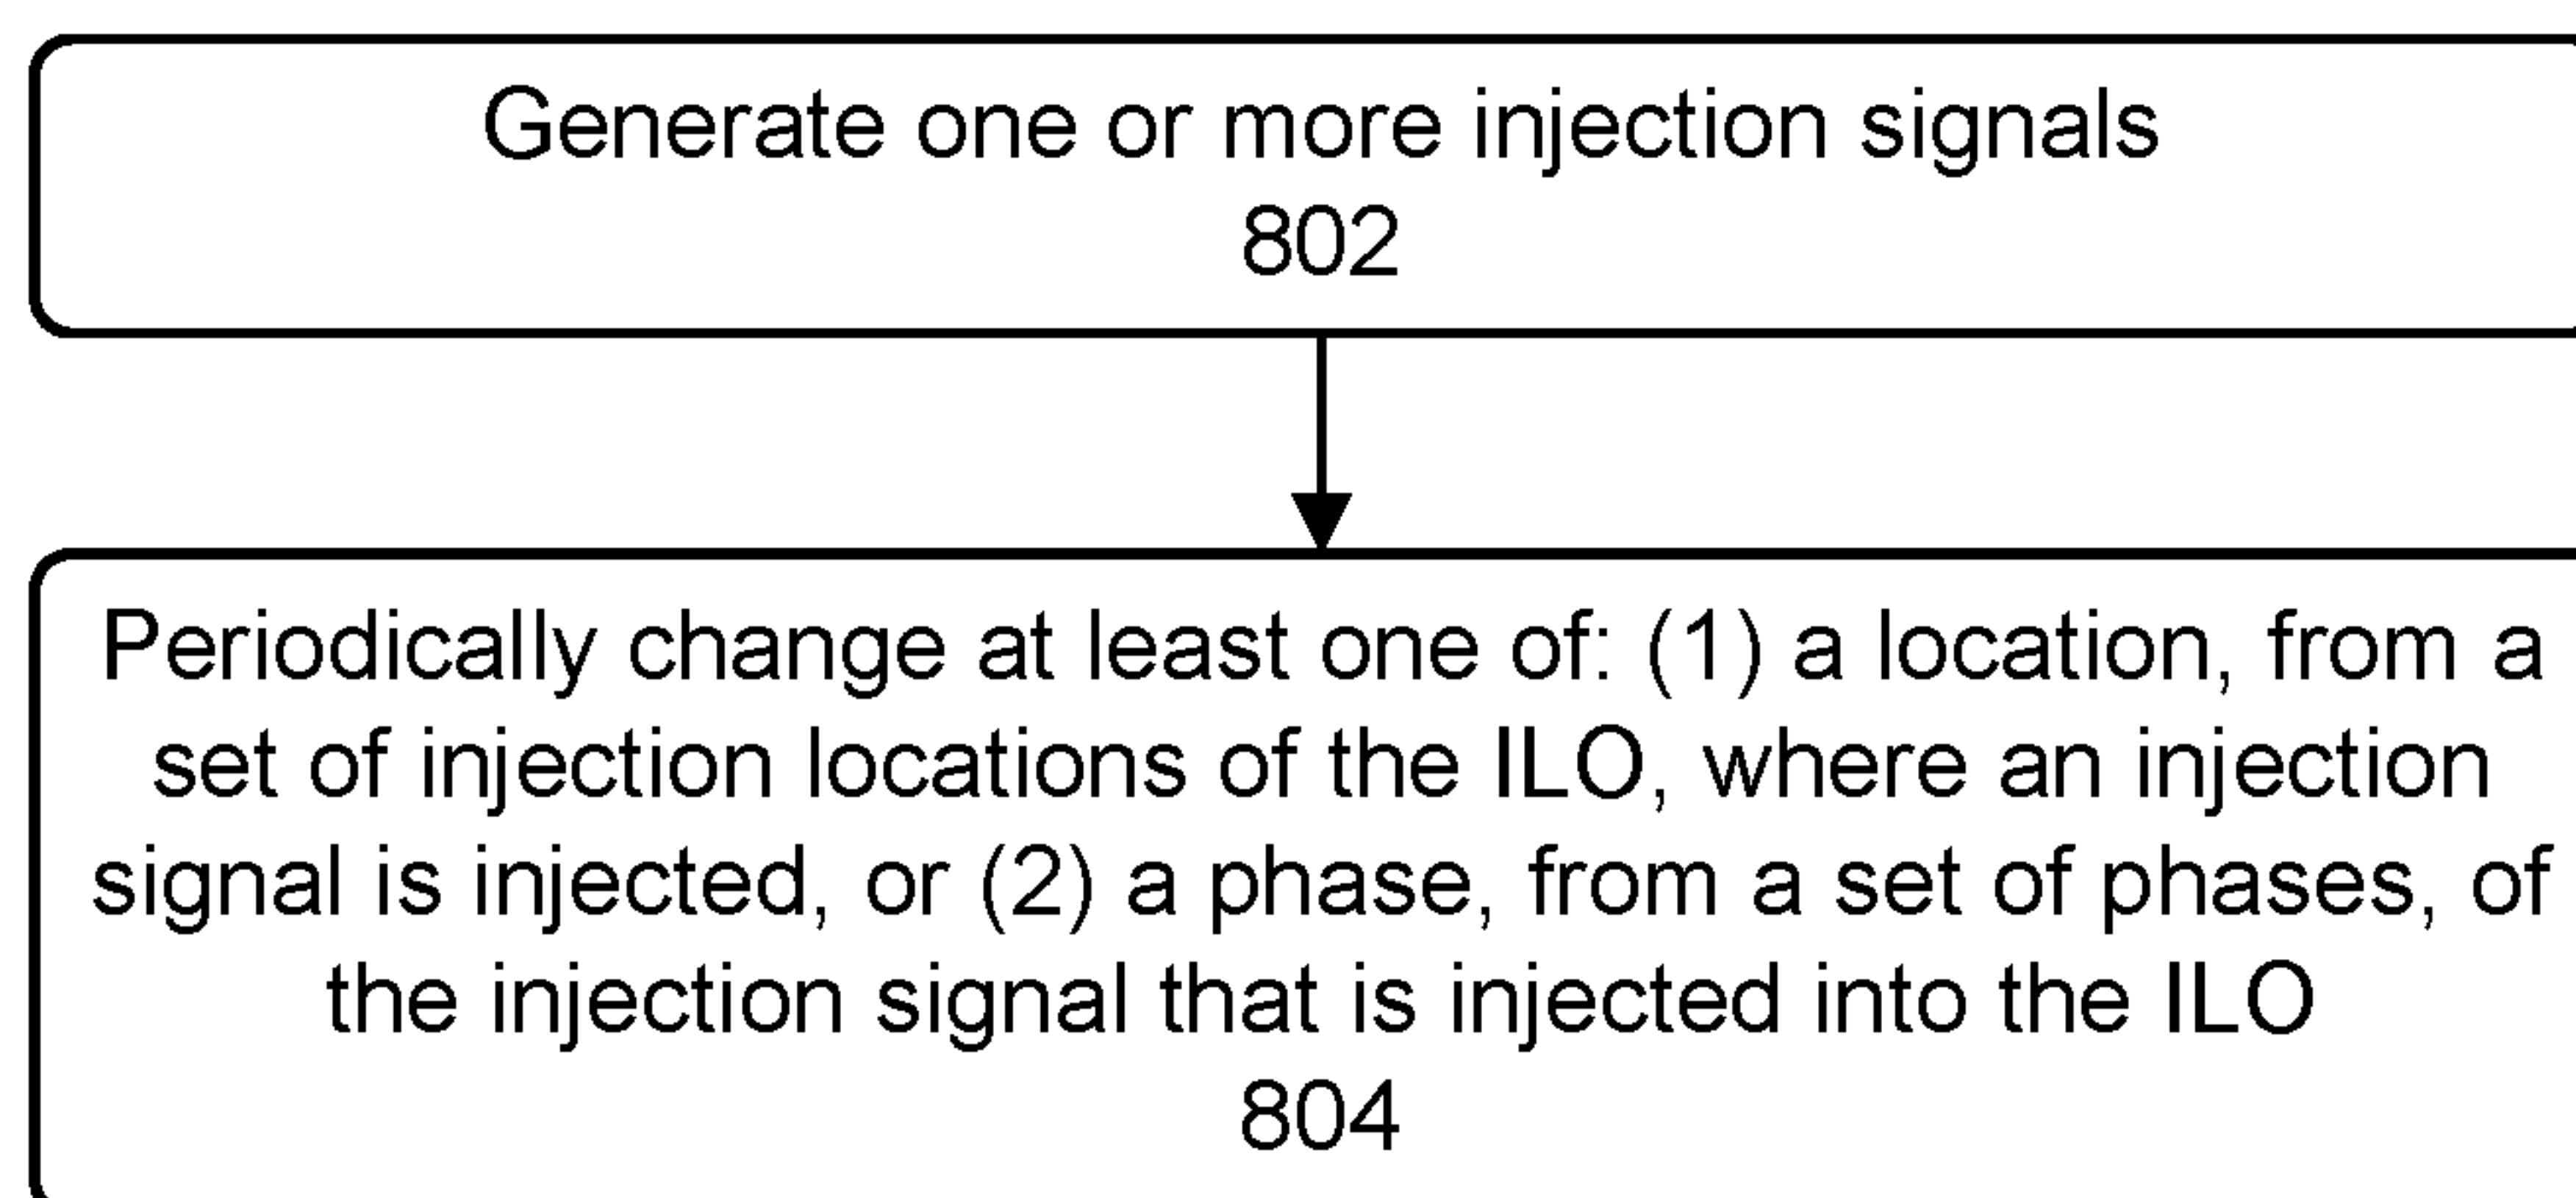 Generate one or more injection signals
802
Periodically change at least one of: (1) a location, from a
set of injection locations of the ILO, where an injection
signal is injected, or (2) a phase, from a set of phases, of
the injection signal that is injected into the ILO
804